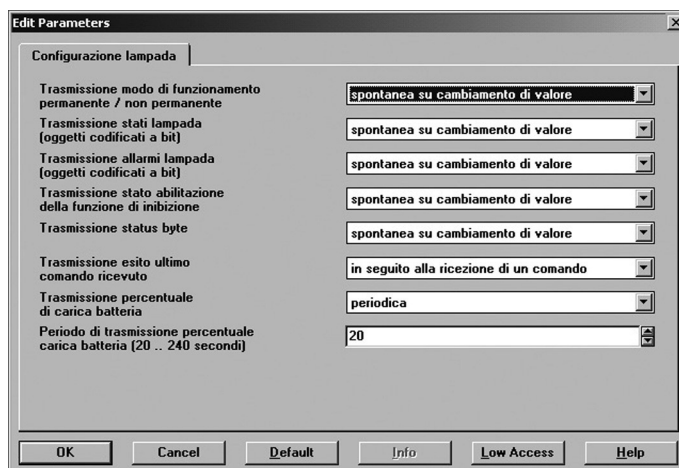 Edit Parameters
Configurazione lampada
Trasmissione modo di funzionamento
permanente / non permanente
spontanea su cambiamento di valore
Trasmissione stati lampada
(oggetti codificati a bit)
spontanea su cambiamento di valore
Trasmissione allarmi lampada
(oggetti codificati a bit)
spontanea su cambiamento di valore
Trasmissione stato abilitazione
della funzione di inibizione
spontanea su cambiamento di valore
Trasmissione status byte
spontanea su cambiamento di valore
Trasmissione esito ultimo
comando ricevuto
in seguito alla ricezione di un comando
Trasmissione percentuale
di carica batteria
periodica
Periodo di trasmissione percentuale
carica batteria (20 .. 240 secondi)
20
OK
Cancel
Default
Info
Low Access
Help